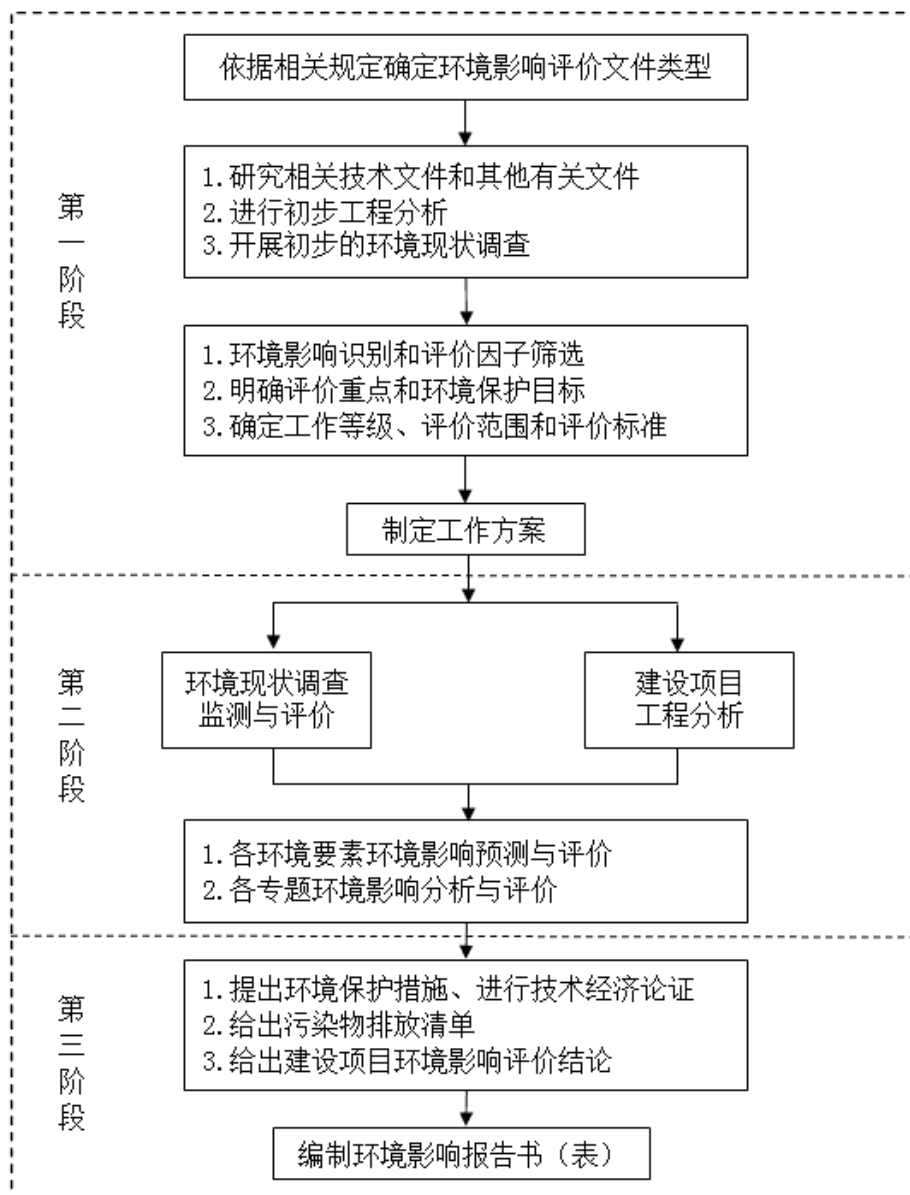 依据相关规定确定环境影响评价文件类型
第一阶段
1.研究相关技术文件和其他有关文件
2.进行初步工程分析
3.开展初步的环境现状调查
1.环境影响识别和评价因子筛选
2.明确评价重点和环境保护目标
3.确定工作等级、评价范围和评价标准
制定工作方案
第二阶段
环境现状调查
监测与评价
建设项目
工程分析
1.各环境要素环境影响预测与评价
2.各专题环境影响分析与评价
第三阶段
1.提出环境保护措施、进行技术经济论证
2.给出污染物排放清单
3.给出建设项目环境影响评价结论
编制环境影响报告书（表）